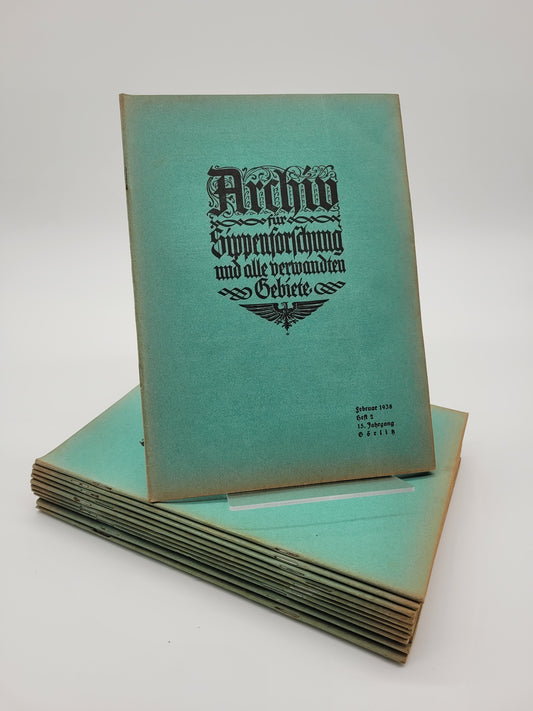 Archiv
für
Sippenforschung
und alle verwandten
Gebiete
Februar 1938
Heft 2
15. Jahrgang
Görlitz